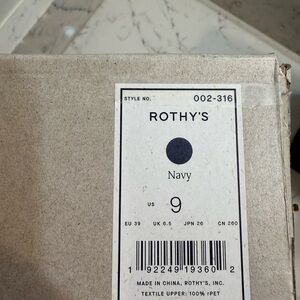 STYLE NO. 002-316
ROTHY'S
Navy
US 9
EU 39 UK 6.5 JPN 26 CN 260
1 92249 19360 2
MADE IN CHINA, ROTHY'S, INC.
TEXTILE UPPER: 100% rPET